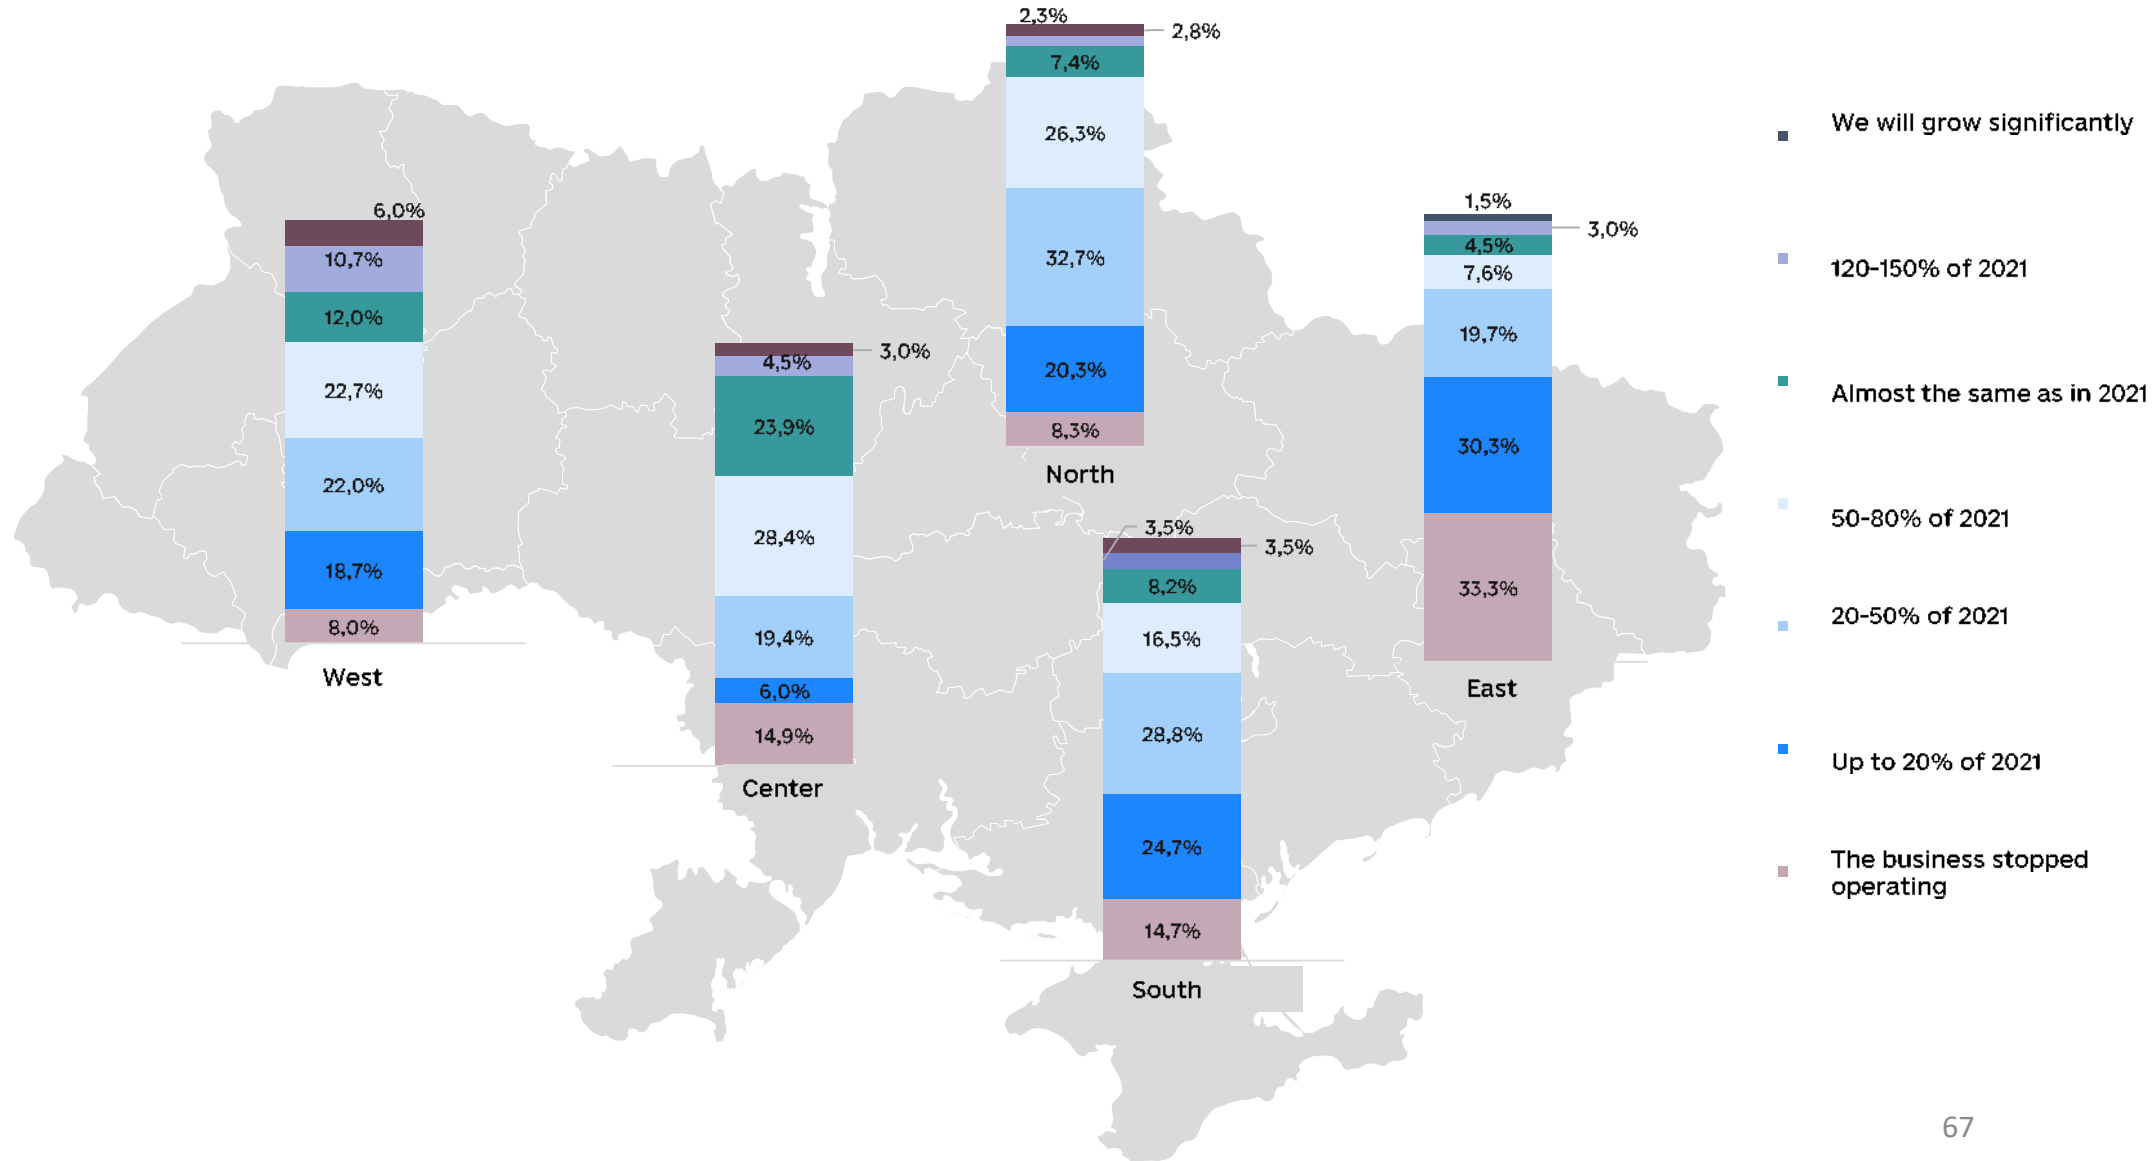 2,3%
2,8%
7,4%
26,3%
32,7%
20,3%
8,3%
North
6,0%
10,7%
12,0%
22,7%
22,0%
18,7%
8,0%
West
3,0%
4,5%
23,9%
28,4%
19,4%
6,0%
14,9%
Center
3,5%
3,5%
8,2%
16,5%
28,8%
24,7%
14,7%
South
1,5%
3,0%
4,5%
7,6%
19,7%
30,3%
33,3%
East
We will grow significantly
120-150% of 2021
Almost the same as in 2021
50-80% of 2021
20-50% of 2021
Up to 20% of 2021
The business stopped
operating
67